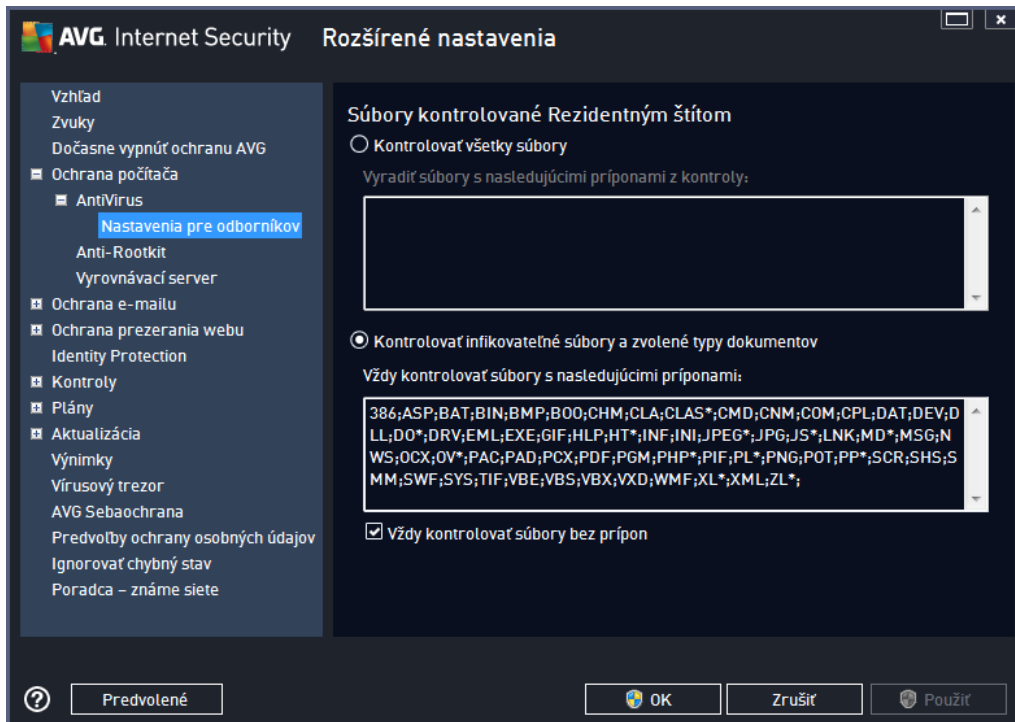 AVG. Internet Security Rozšírené nastavenia
Vzhľad
Zvuky
Dočasne vypnúť ochranu AVG
Ochrana počítača
AntiVirus
Nastavenia pre odborníkov
Anti-Rootkit
Vyrovnávací server
Ochrana e-mailu
Ochrana prezerania webu
Identity Protection
Kontroly
Plány
Aktualizácia
Výnimky
Vírusový trezor
AVG Sebaochrana
Predvoľby ochrany osobných údajov
Ignorovať chybný stav
Poradca – známe siete
Súbory kontrolované Rezidentným štítom
Kontrolovať všetky súbory
Vyradiť súbory s nasledujúcimi príponami z kontroly:
Kontrolovať infikovateľné súbory a zvolené typy dokumentov
Vždy kontrolovať súbory s nasledujúcimi príponami:
386;ASP;BAT;BIN;BMP;BOO;CHM;CLA;CLAS*;CMD;CNM;COM;CPL;DAT;DEV;D
LL;DO*;DRV;EML;EXE;GIF;HLP;HT*;INF;INI;JPEG*;JPG;JS*;LNK;MD*;MSG;N
WS;OCX;OV*;PAC;PAD;PCX;PDF;PGM;PHP*;PIF;PL*;PNG;POT;PP*;SCR;SHS;S
MM;SWF;SYS;TIF;VBE;VBS;VBX;VXD;WMF;XL*;XML;ZL*;
Vždy kontrolovať súbory bez prípon
Predvolené
OK
Zrušiť
Použiť